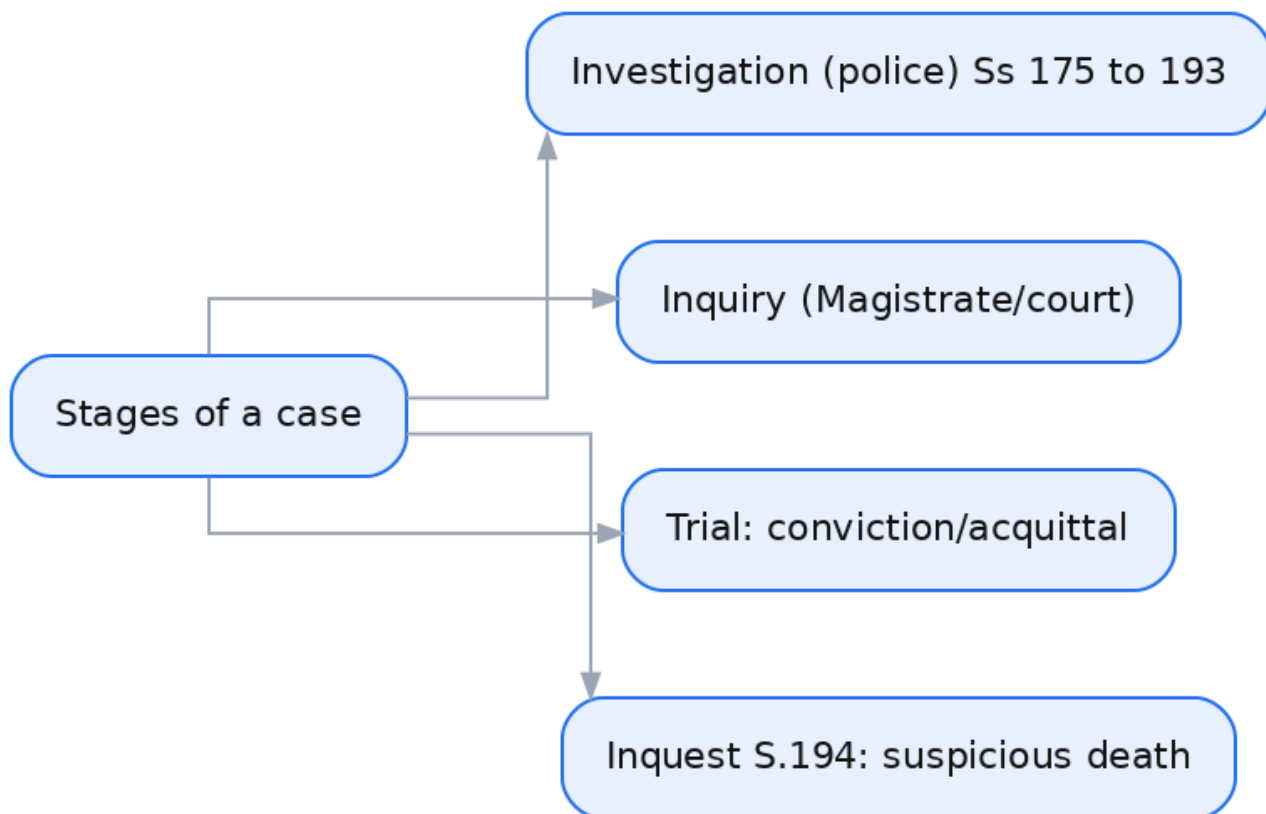 Investigation (police) Ss 175 to 193
Inquiry (Magistrate/court)
Stages of a case
Trial: conviction/acquittal
Inquest S.194: suspicious death